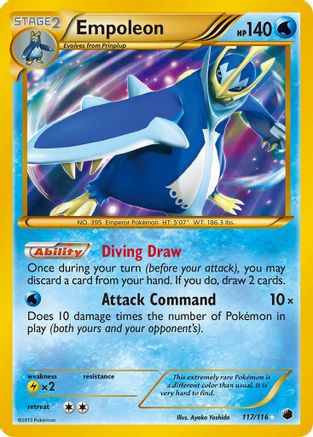 STAGE2 Empoleon HP140
Evolves from Prinplup
NO. 395 Emperor Pokémon HT: 5'07" WT: 186.3 lbs.
Ability Diving Draw
Once during your turn (before your attack), you may
discard a card from your hand. If you do, draw 2 cards.
Attack Command 10×
Does 10 damage times the number of Pokémon in
play (both yours and your opponent's).
weakness resistance
×2
This extremely rare Pokémon is
a different color than usual. It is
very hard to find.
retreat
©2013 Pokémon
Illus. Ayaka Yoshida
117/116